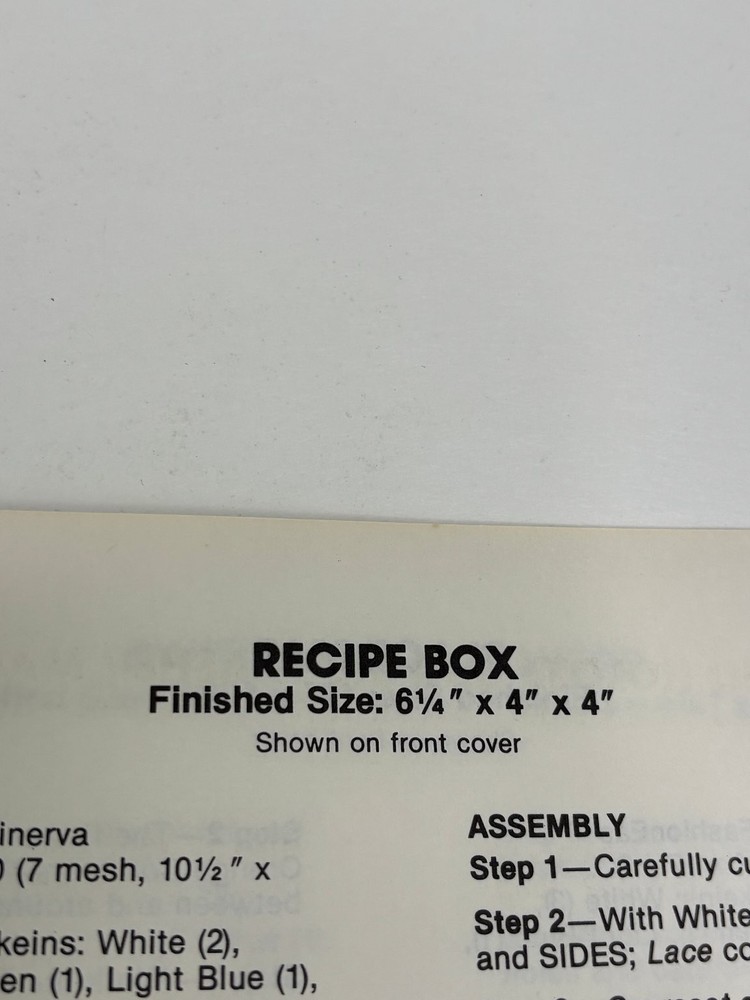 RECIPE BOX
Finished Size: 6¼" x 4" x 4"
Shown on front cover
inerva
) (7 mesh, 10½" x
keins: White (2),
en (1), Light Blue (1),
ASSEMBLY
Step 1—Carefully cu
Step 2—With White
and SIDES; Lace co